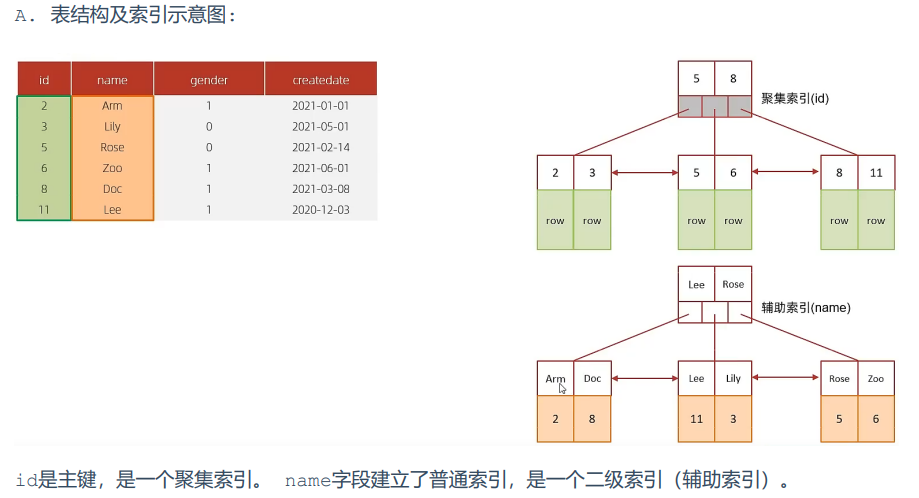 A. 表结构及索引示意图：
id name gender createdate
2 Arm 1 2021-01-01
3 Lily 0 2021-05-01
5 Rose 0 2021-02-14
6 Zoo 1 2021-06-01
8 Doc 1 2021-03-08
11 Lee 1 2020-12-03
5 8
聚集索引(id)
2 3 5 6 8 11
row row row row row row
Lee Rose
辅助索引(name)
Arm Doc Lee Lily Rose Zoo
2 8 11 3 5 6
id是主键，是一个聚集索引。 name字段建立了普通索引，是一个二级索引（辅助索引）。